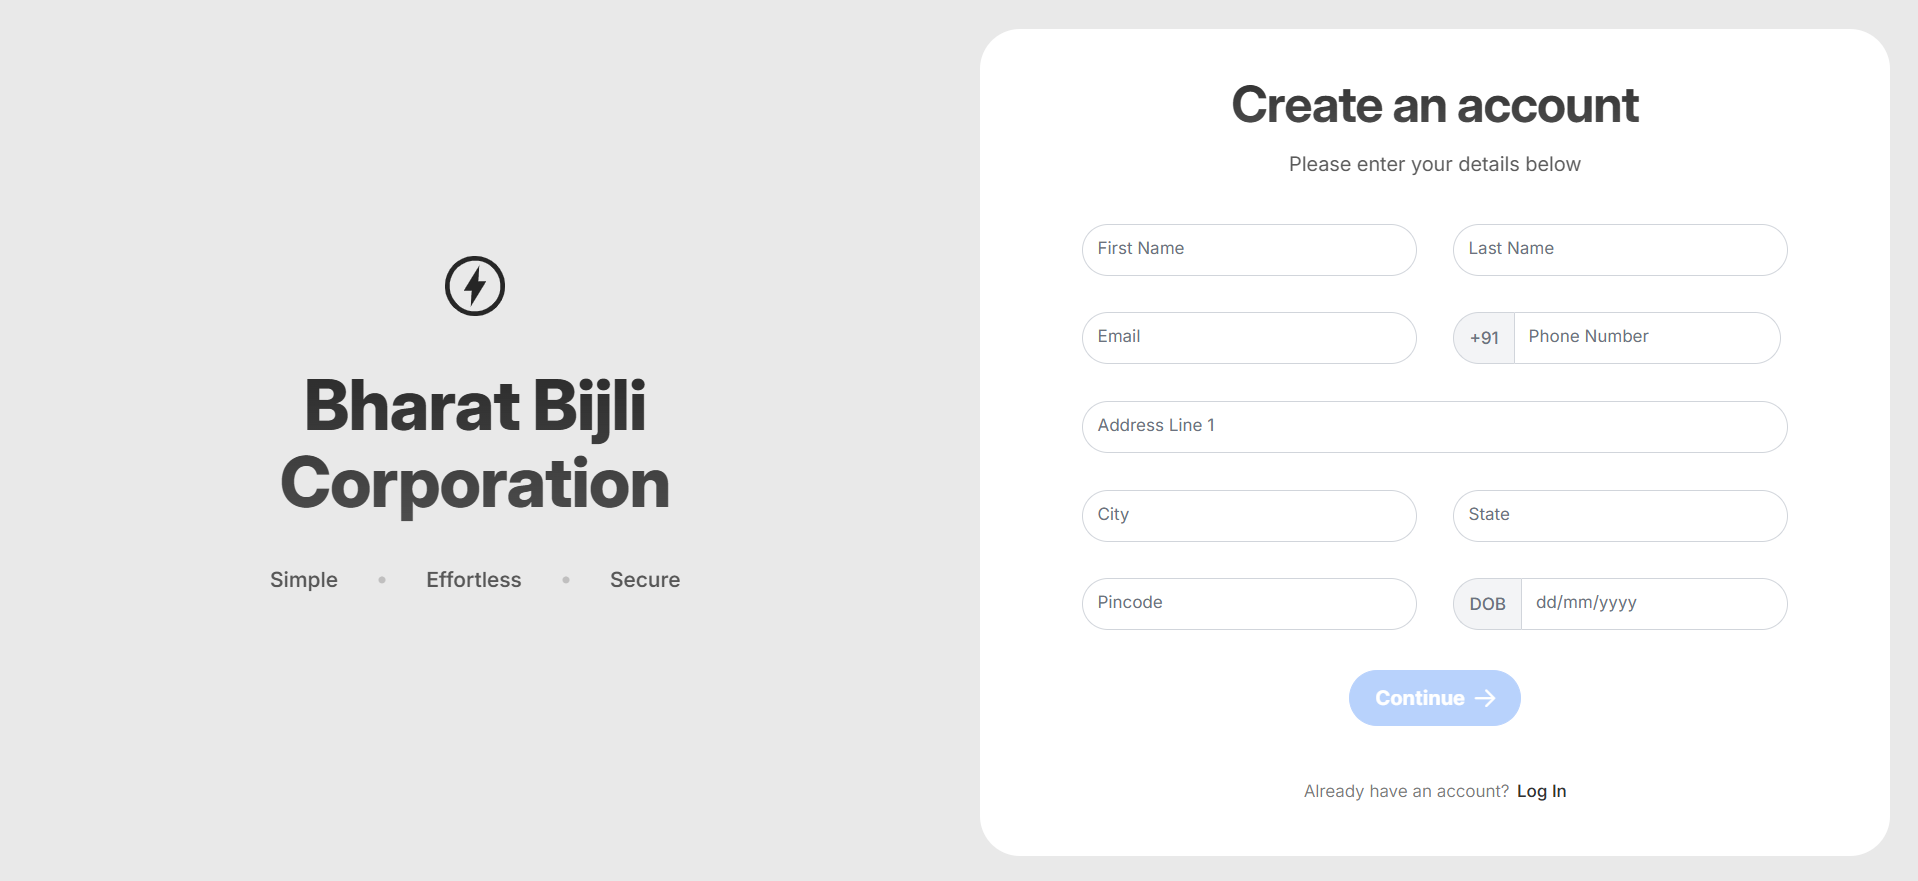 Bharat Bijli
Corporation
Simple • Effortless • Secure
Create an account
Please enter your details below
First Name
Last Name
Email
+91 Phone Number
Address Line 1
City
State
Pincode
DOB dd/mm/yyyy
Continue →
Already have an account? Log In